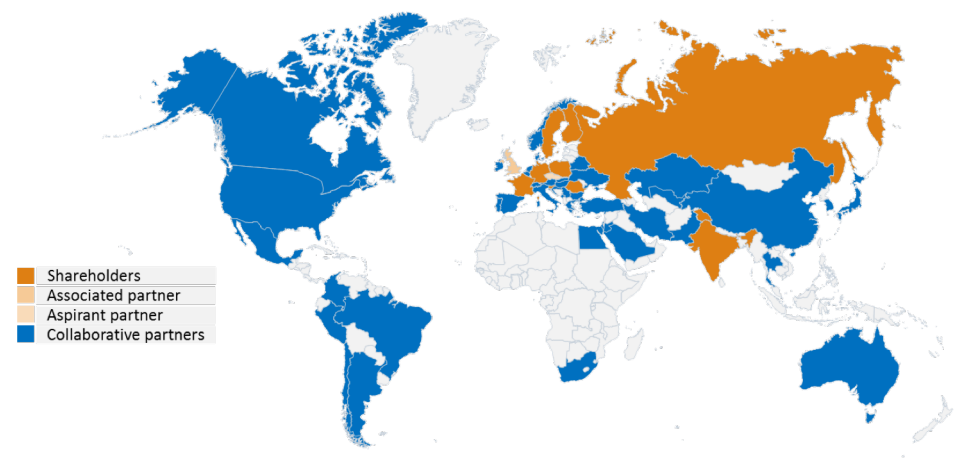 Shareholders
Associated partner
Aspirant partner
Collaborative partners